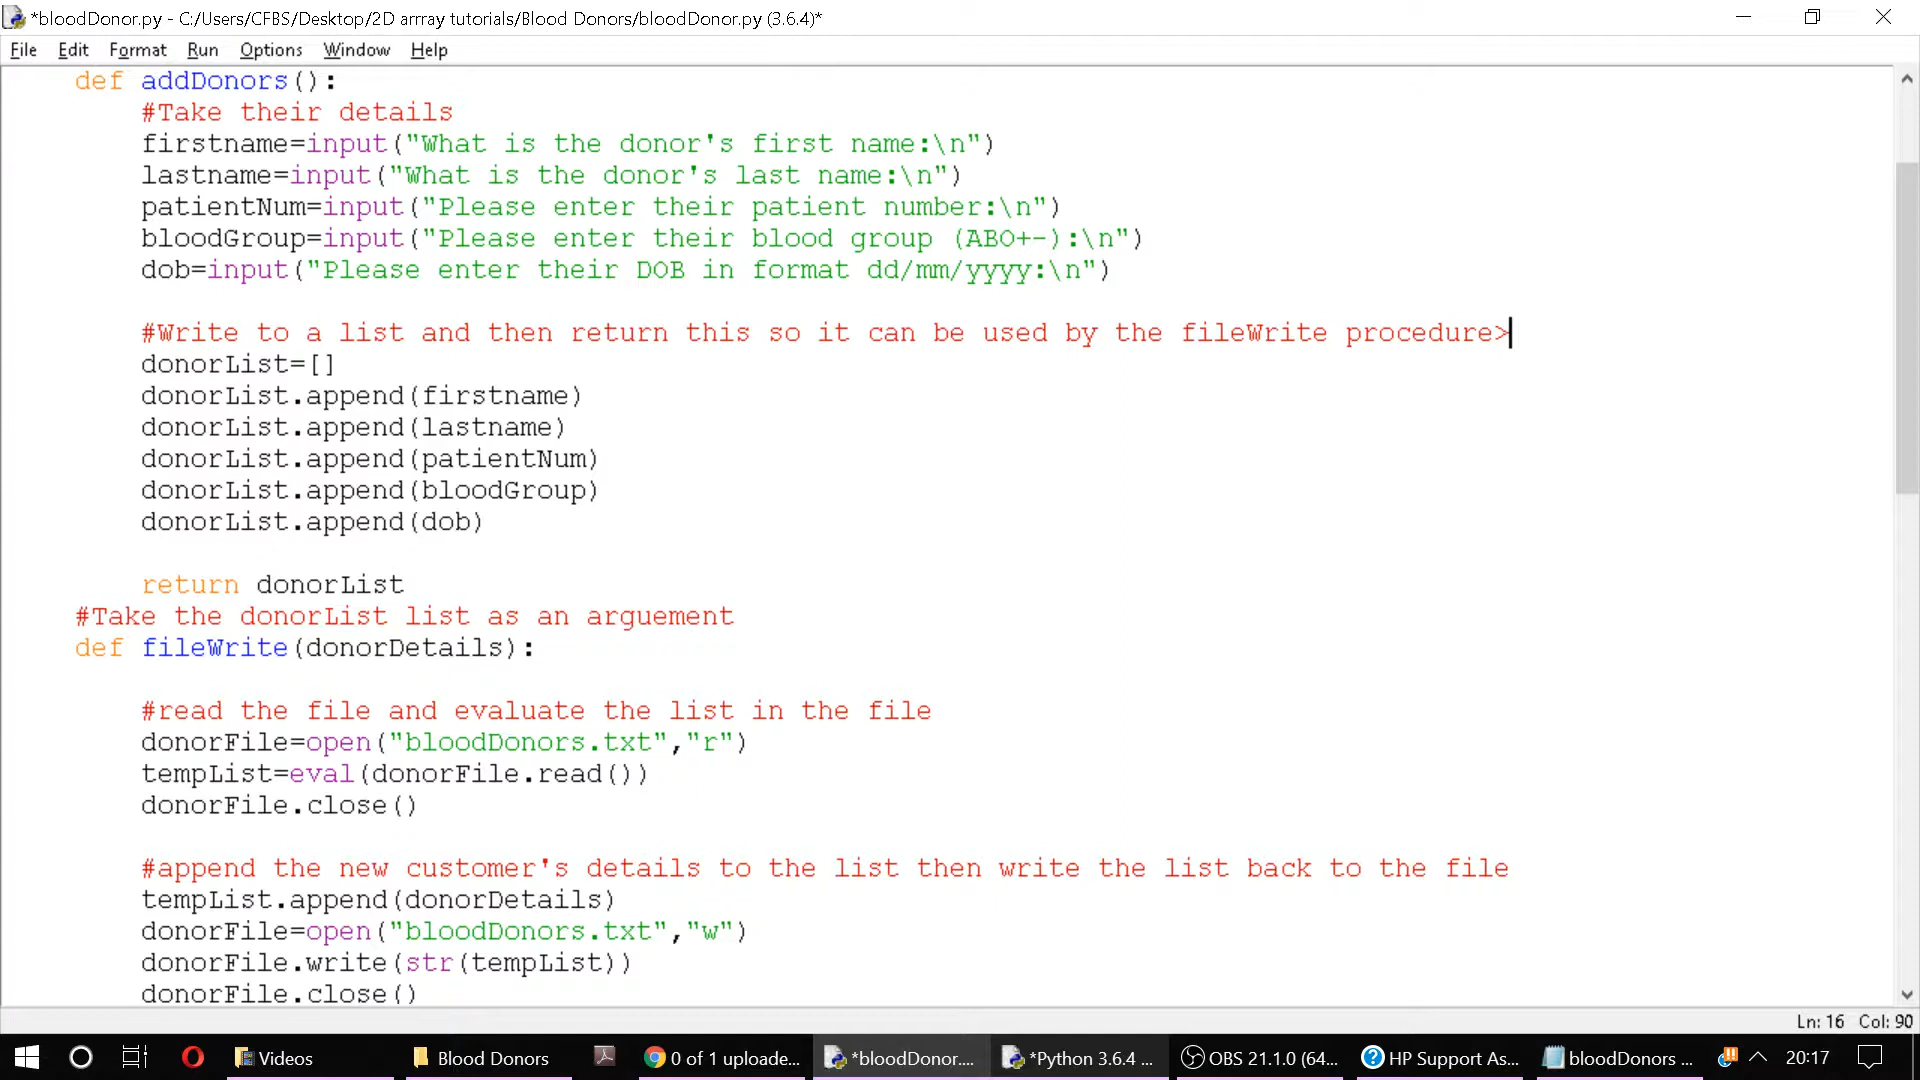 *bloodDonor.py - C:/Users/CFBS/Desktop/2D arrray tutorials/Blood Donors/bloodDonor.py (3.6.4)*
File Edit Format Run Options Window Help
def addDonors():
#Take their details
firstname=input("What is the donor's first name:\n")
lastname=input("What is the donor's last name:\n")
patientNum=input("Please enter their patient number:\n")
bloodGroup=input("Please enter their blood group (ABO+-):\n")
dob=input("Please enter their DOB in format dd/mm/yyyy:\n")
#Write to a list and then return this so it can be used by the fileWrite procedure>
donorList=[]
donorList.append(firstname)
donorList.append(lastname)
donorList.append(patientNum)
donorList.append(bloodGroup)
donorList.append(dob)
return donorList
#Take the donorList list as an arguement
def fileWrite(donorDetails):
#read the file and evaluate the list in the file
donorFile=open("bloodDonors.txt","r")
tempList=eval(donorFile.read())
donorFile.close()
#append the new customer's details to the list then write the list back to the file
tempList.append(donorDetails)
donorFile=open("bloodDonors.txt","w")
donorFile.write(str(tempList))
donorFile.close()
Ln: 16 Col: 90
Videos Blood Donors 0 of 1 uploade... *bloodDonor.... *Python 3.6.4 ... OBS 21.1.0 (64... HP Support As... bloodDonors ... 20:17